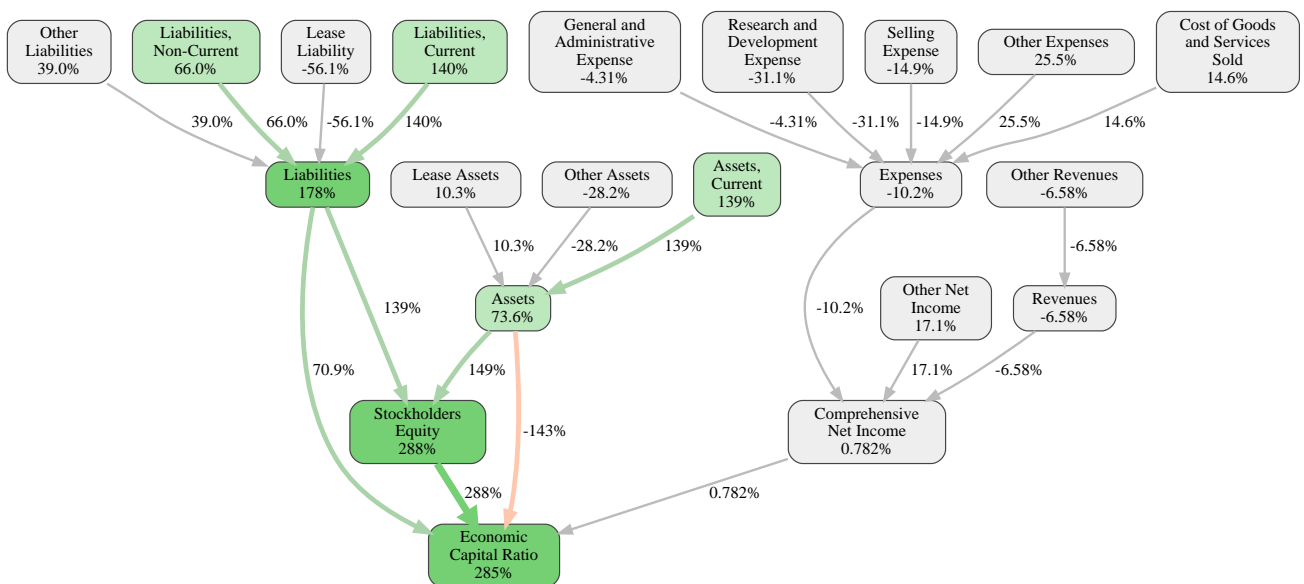 Other
Liabilities
39.0%
Liabilities,
Non-Current
66.0%
Lease
Liability
-56.1%
Liabilities,
Current
140%
General and
Administrative
Expense
-4.31%
Research and
Development
Expense
-31.1%
Selling
Expense
-14.9%
Other Expenses
25.5%
Cost of Goods
and Services
Sold
14.6%
39.0%
66.0%
-56.1%
140%
-4.31%
-31.1%
-14.9%
25.5%
14.6%
Liabilities
178%
Lease Assets
10.3%
Other Assets
-28.2%
Assets,
Current
139%
Expenses
-10.2%
Other Revenues
-6.58%
10.3%
-28.2%
139%
-6.58%
139%
Assets
73.6%
-10.2%
Other Net
Income
17.1%
Revenues
-6.58%
70.9%
149%
-143%
17.1%
-6.58%
Stockholders
Equity
288%
Comprehensive
Net Income
0.782%
288%
0.782%
Economic
Capital Ratio
285%